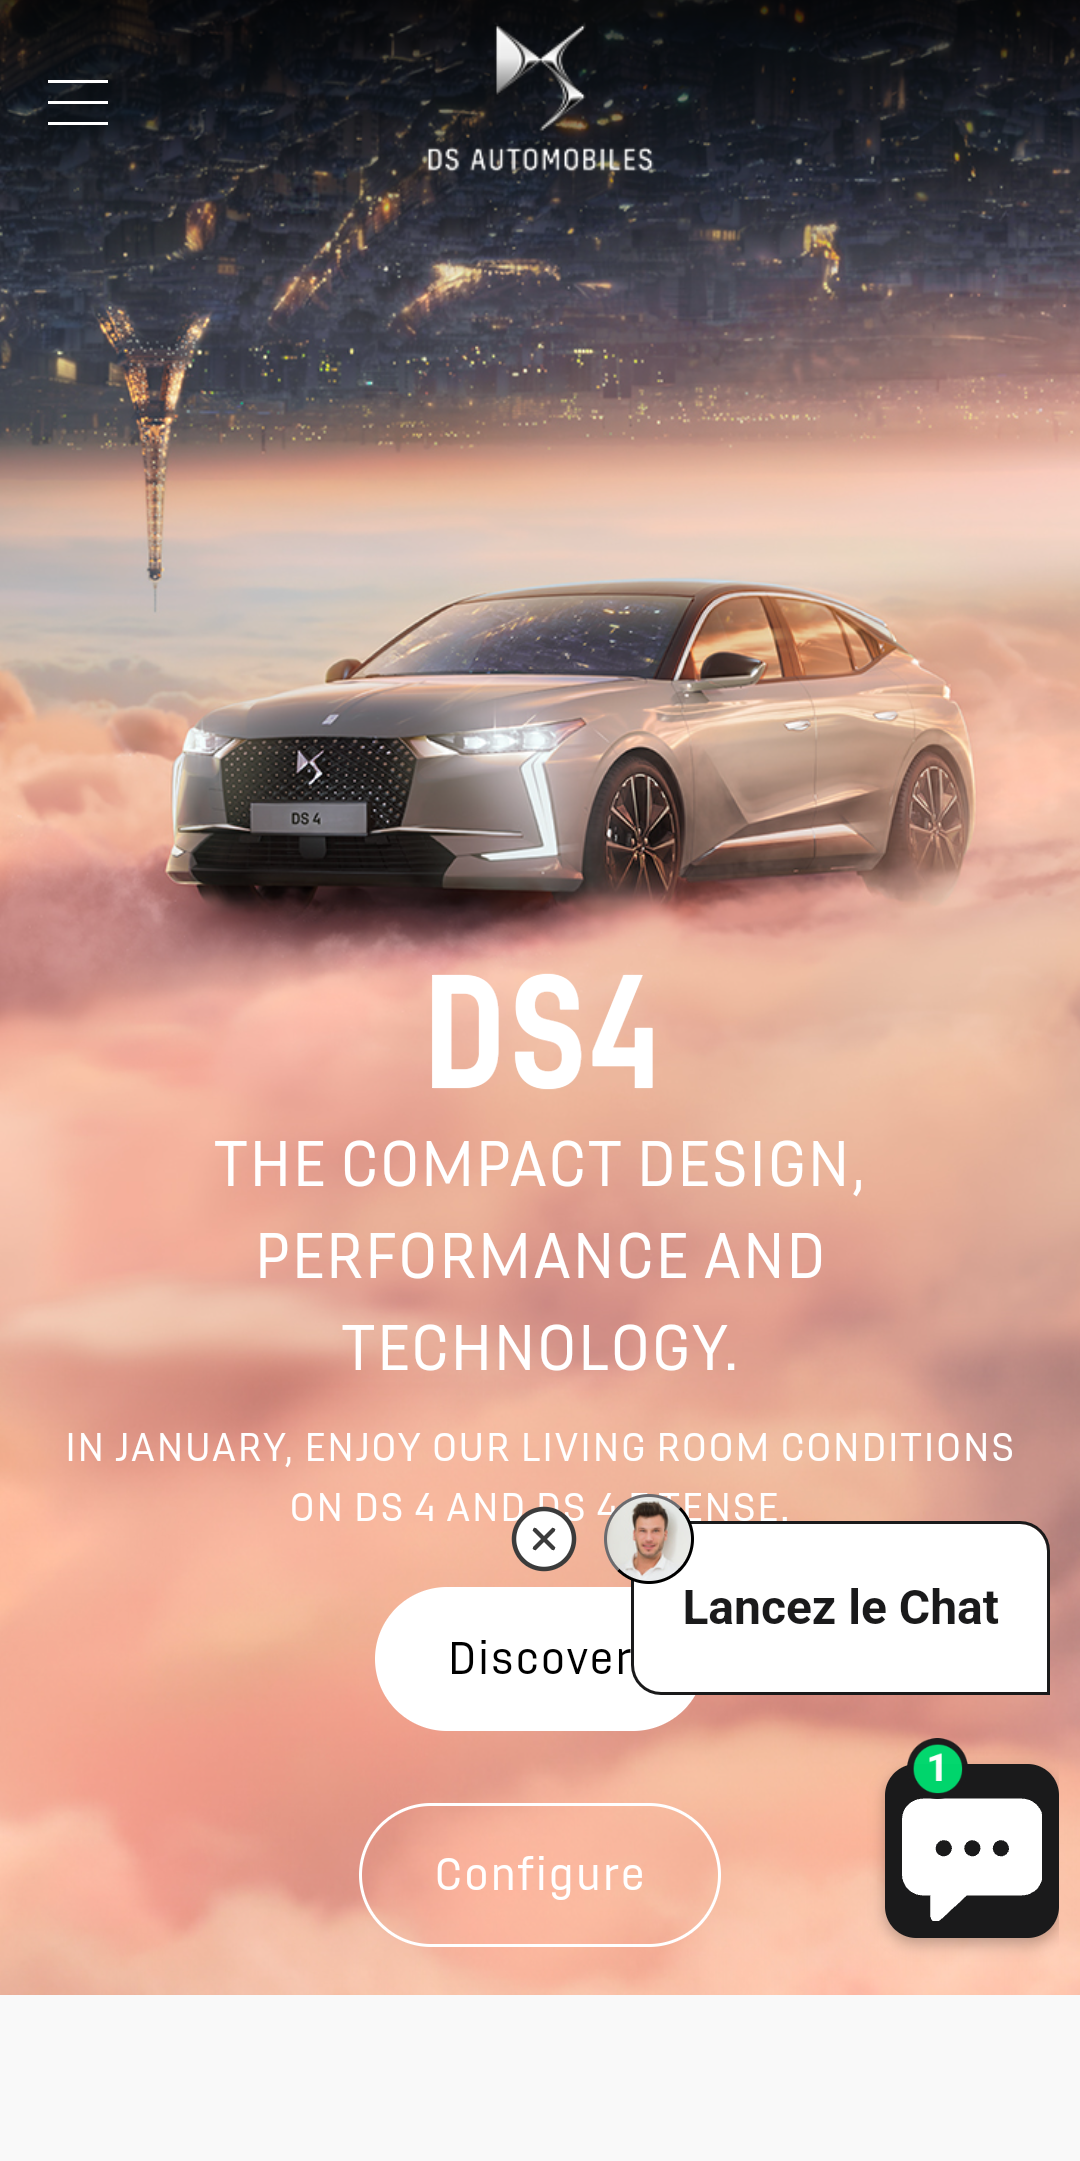 DS AUTOMOBILES
DS 4
DS4
THE COMPACT DESIGN,
PERFORMANCE AND
TECHNOLOGY.
IN JANUARY, ENJOY OUR LIVING ROOM CONDITIONS
ON DS 4 AND DS 4
Lancez le Chat
Discover
1
Configure